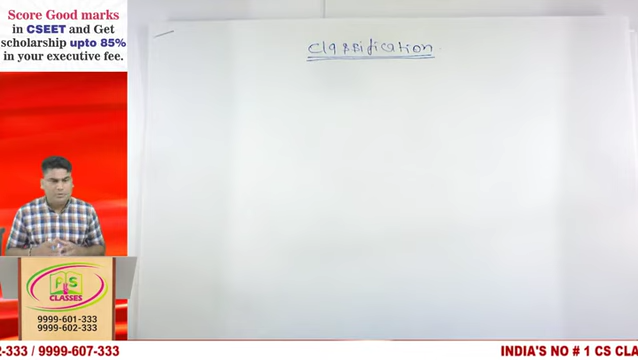 Score Good marks
in CSEET and Get
scholarship upto 85%
in your executive fee.
Classification
PS
CLASSES
9999-601-333
9999-602-333
2-333 / 9999-607-333
INDIA'S NO # 1 CS CLA